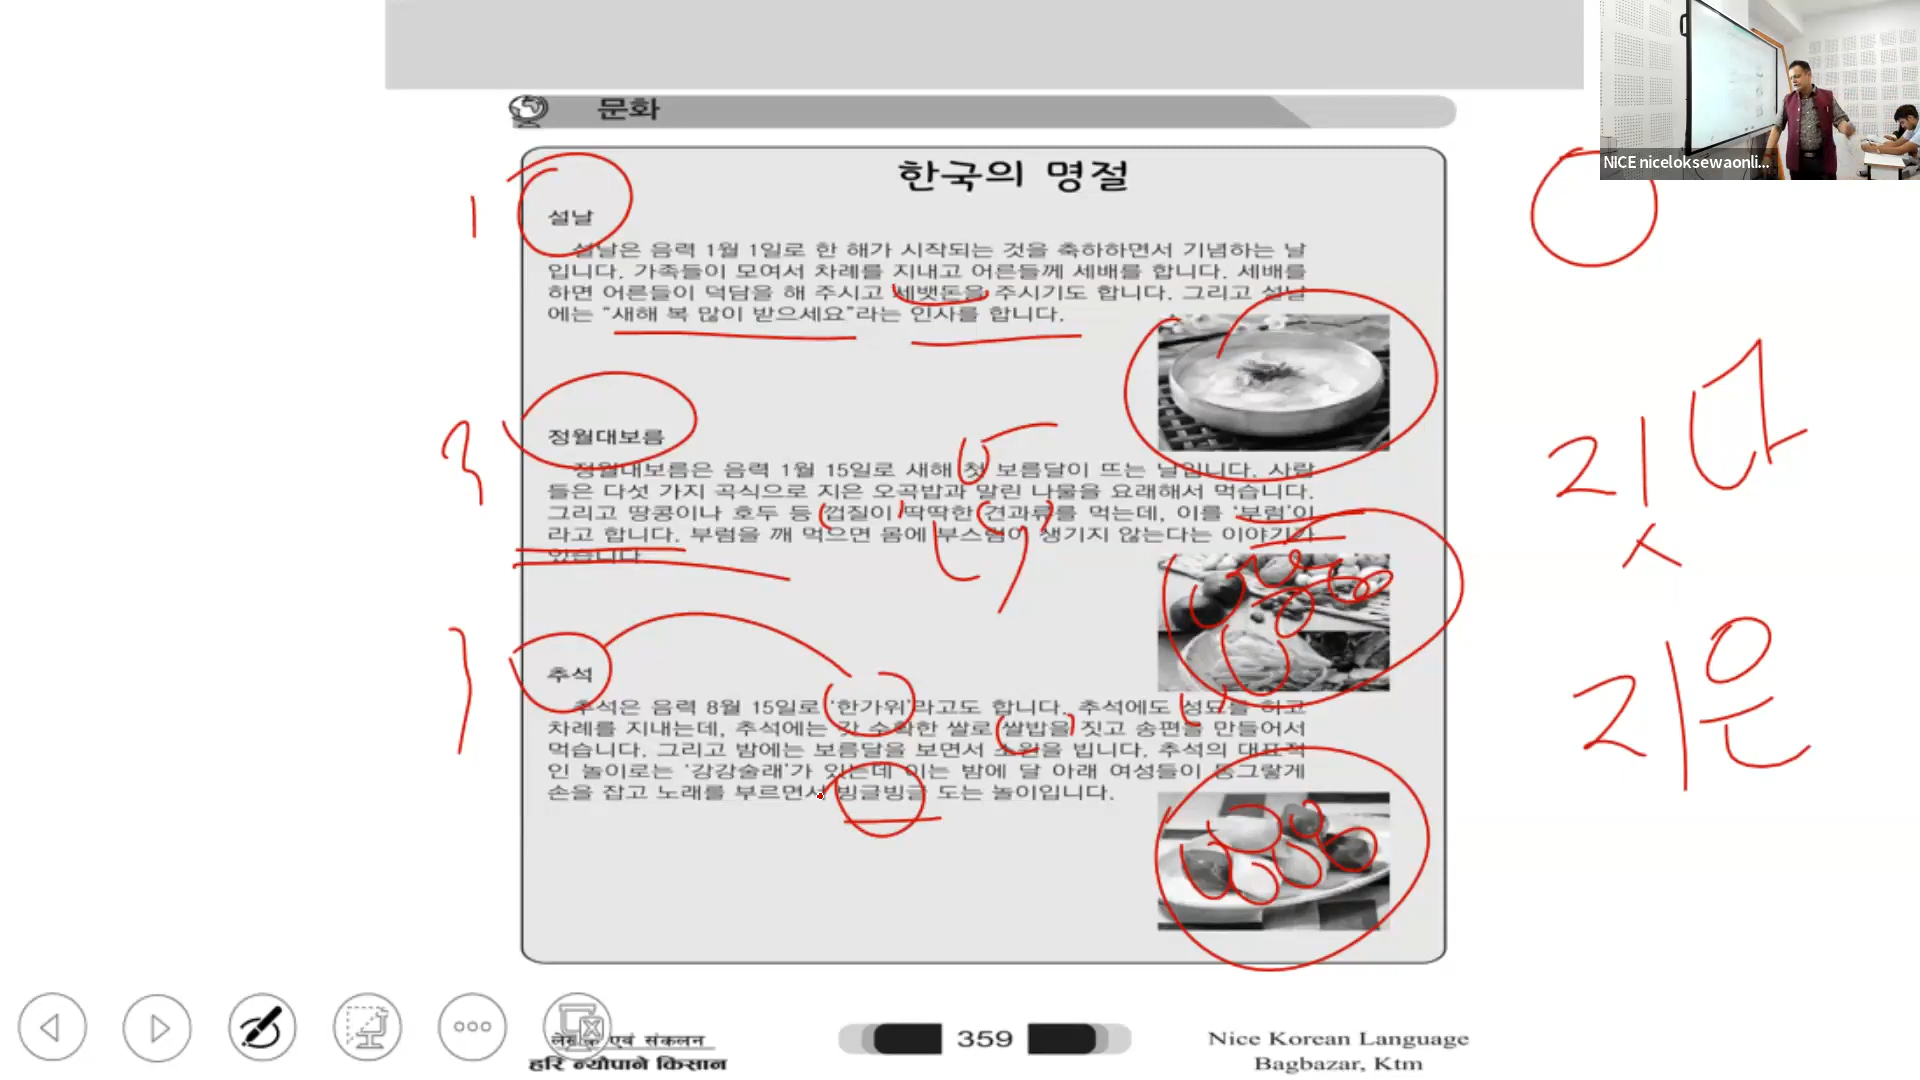 NICE niceloksewaonli...
문화
한국의 명절
1
설날
설날은 음력 1월 1일로 한 해가 시작되는 것을 축하하면서 기념하는 날
입니다. 가족들이 모여서 차례를 지내고 어른들께 세배를 합니다. 세배를
하면 어른들이 덕담을 해 주시고 세뱃돈을 주시기도 합니다. 그리고 설날
에는 “새해 복 많이 받으세요”라는 인사를 합니다.
지다
정월대보름
정월대보름은 음력 1월 15일로 새해 첫 보름달이 뜨는 날입니다. 사람
들은 다섯 가지 곡식으로 지은 오곡밥과 말린 나물을 요래해서 먹습니다.
그리고 땅콩이나 호두 등 껍질이 딱딱한 견과류를 먹는데, 이를 ‘부럼’이
라고 합니다. 부럼을 깨 먹으면 몸에 부스럼이 생기지 않는다는 이야기가
있습니다.
지은
추석
추석은 음력 8월 15일로 ‘한가위’라고도 합니다. 추석에도 성묘를 하고
차례를 지내는데, 추석에는 갓 수확한 쌀로 쌀밥을 짓고 송편을 만들어서
먹습니다. 그리고 밤에는 보름달을 보면서 소원을 빕니다. 추석의 대표적
인 놀이로는 ‘강강술래’가 있는데 이는 밤에 달 아래 여성들이 동그랗게
손을 잡고 노래를 부르면서 빙글빙글 도는 놀이입니다.
एवं संकलन
हरि न्यौपाने किसान
359
Nice Korean Language
Bagbazar, Ktm